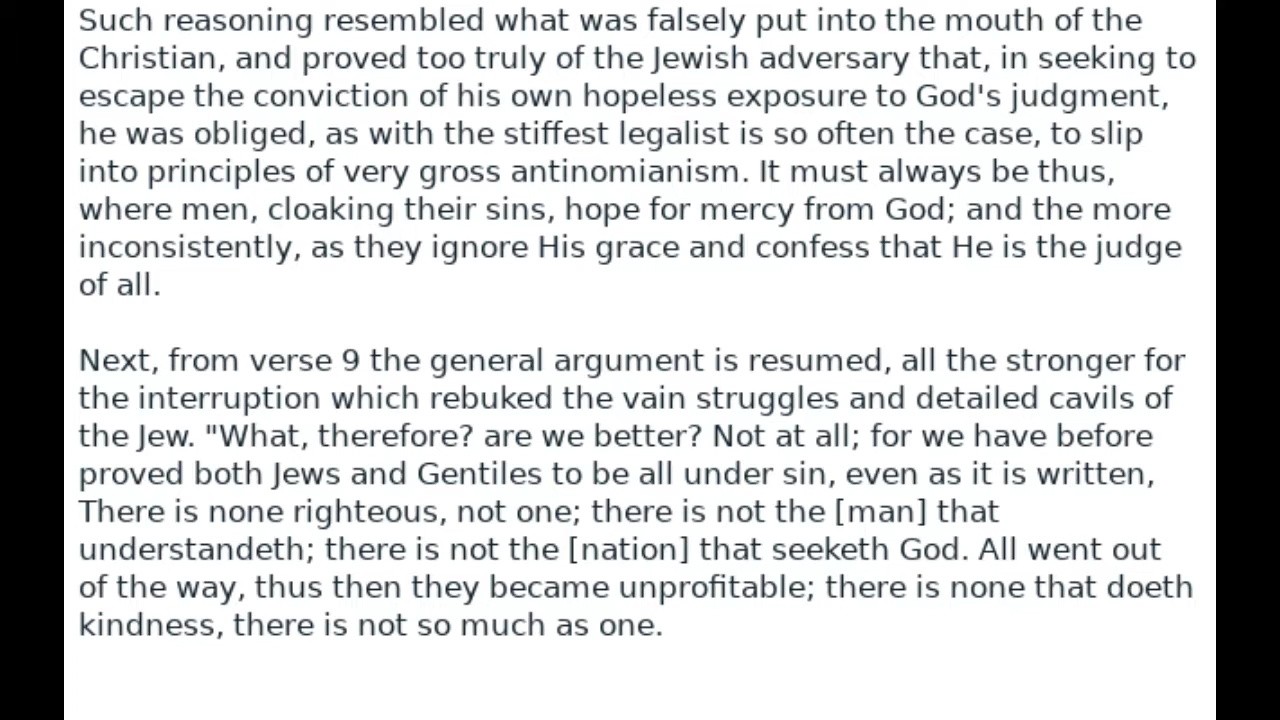 Such reasoning resembled what was falsely put into the mouth of the
Christian, and proved too truly of the Jewish adversary that, in seeking to
escape the conviction of his own hopeless exposure to God's judgment,
he was obliged, as with the stiffest legalist is so often the case, to slip
into principles of very gross antinomianism. It must always be thus,
where men, cloaking their sins, hope for mercy from God; and the more
inconsistently, as they ignore His grace and confess that He is the judge
of all.
Next, from verse 9 the general argument is resumed, all the stronger for
the interruption which rebuked the vain struggles and detailed cavils of
the Jew. "What, therefore? are we better? Not at all; for we have before
proved both Jews and Gentiles to be all under sin, even as it is written,
There is none righteous, not one; there is not the [man] that
understandeth; there is not the [nation] that seeketh God. All went out
of the way, thus then they became unprofitable; there is none that doeth
kindness, there is not so much as one.